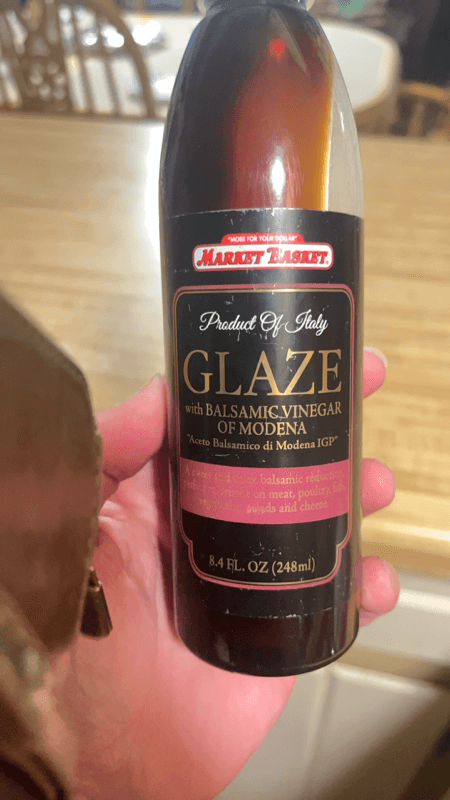 "MORE FOR YOUR DOLLAR"
MARKET BASKET
Product Of Italy
GLAZE
with BALSAMIC VINEGAR
OF MODENA
"Aceto Balsamico di Modena IGP"
balsamic reduction,
on meat, poultry, fish,
salads and cheese.
8.4 FL. OZ (248ml)